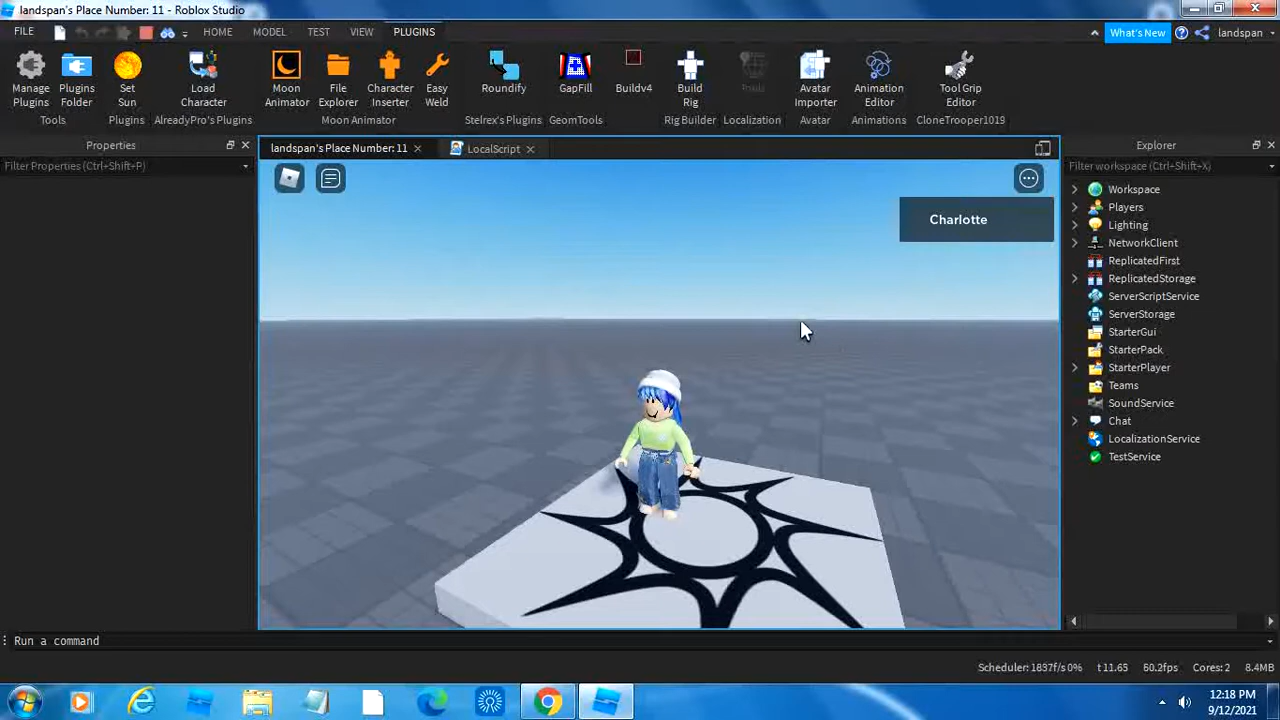 landspan's Place Number: 11 - Roblox Studio
FILE HOME MODEL TEST VIEW PLUGINS What's New landspan
Manage Plugins
Plugins Folder
Set Sun
Load Character
Moon Animator
File Explorer
Character Inserter
Easy Weld
Roundify
GapFill
Buildv4
Build Rig
Tools
Avatar Importer
Animation Editor
Tool Grip Editor
Tools Plugins AlreadyPro's Plugins Moon Animator Stelrex's Plugins GeomTools Rig Builder Localization Avatar Animations CloneTrooper1019
Properties
Filter Properties (Ctrl+Shift+P)
landspan's Place Number: 11 LocalScript
Charlotte
Explorer
Filter workspace (Ctrl+Shift+X)
Workspace
Players
Lighting
NetworkClient
ReplicatedFirst
ReplicatedStorage
ServerScriptService
ServerStorage
StarterGui
StarterPack
StarterPlayer
Teams
SoundService
Chat
LocalizationService
TestService
Run a command
Scheduler: 1837f/s 0% t 11.65 60.2fps Cores: 2 8.4MB
12:18 PM
9/12/2021